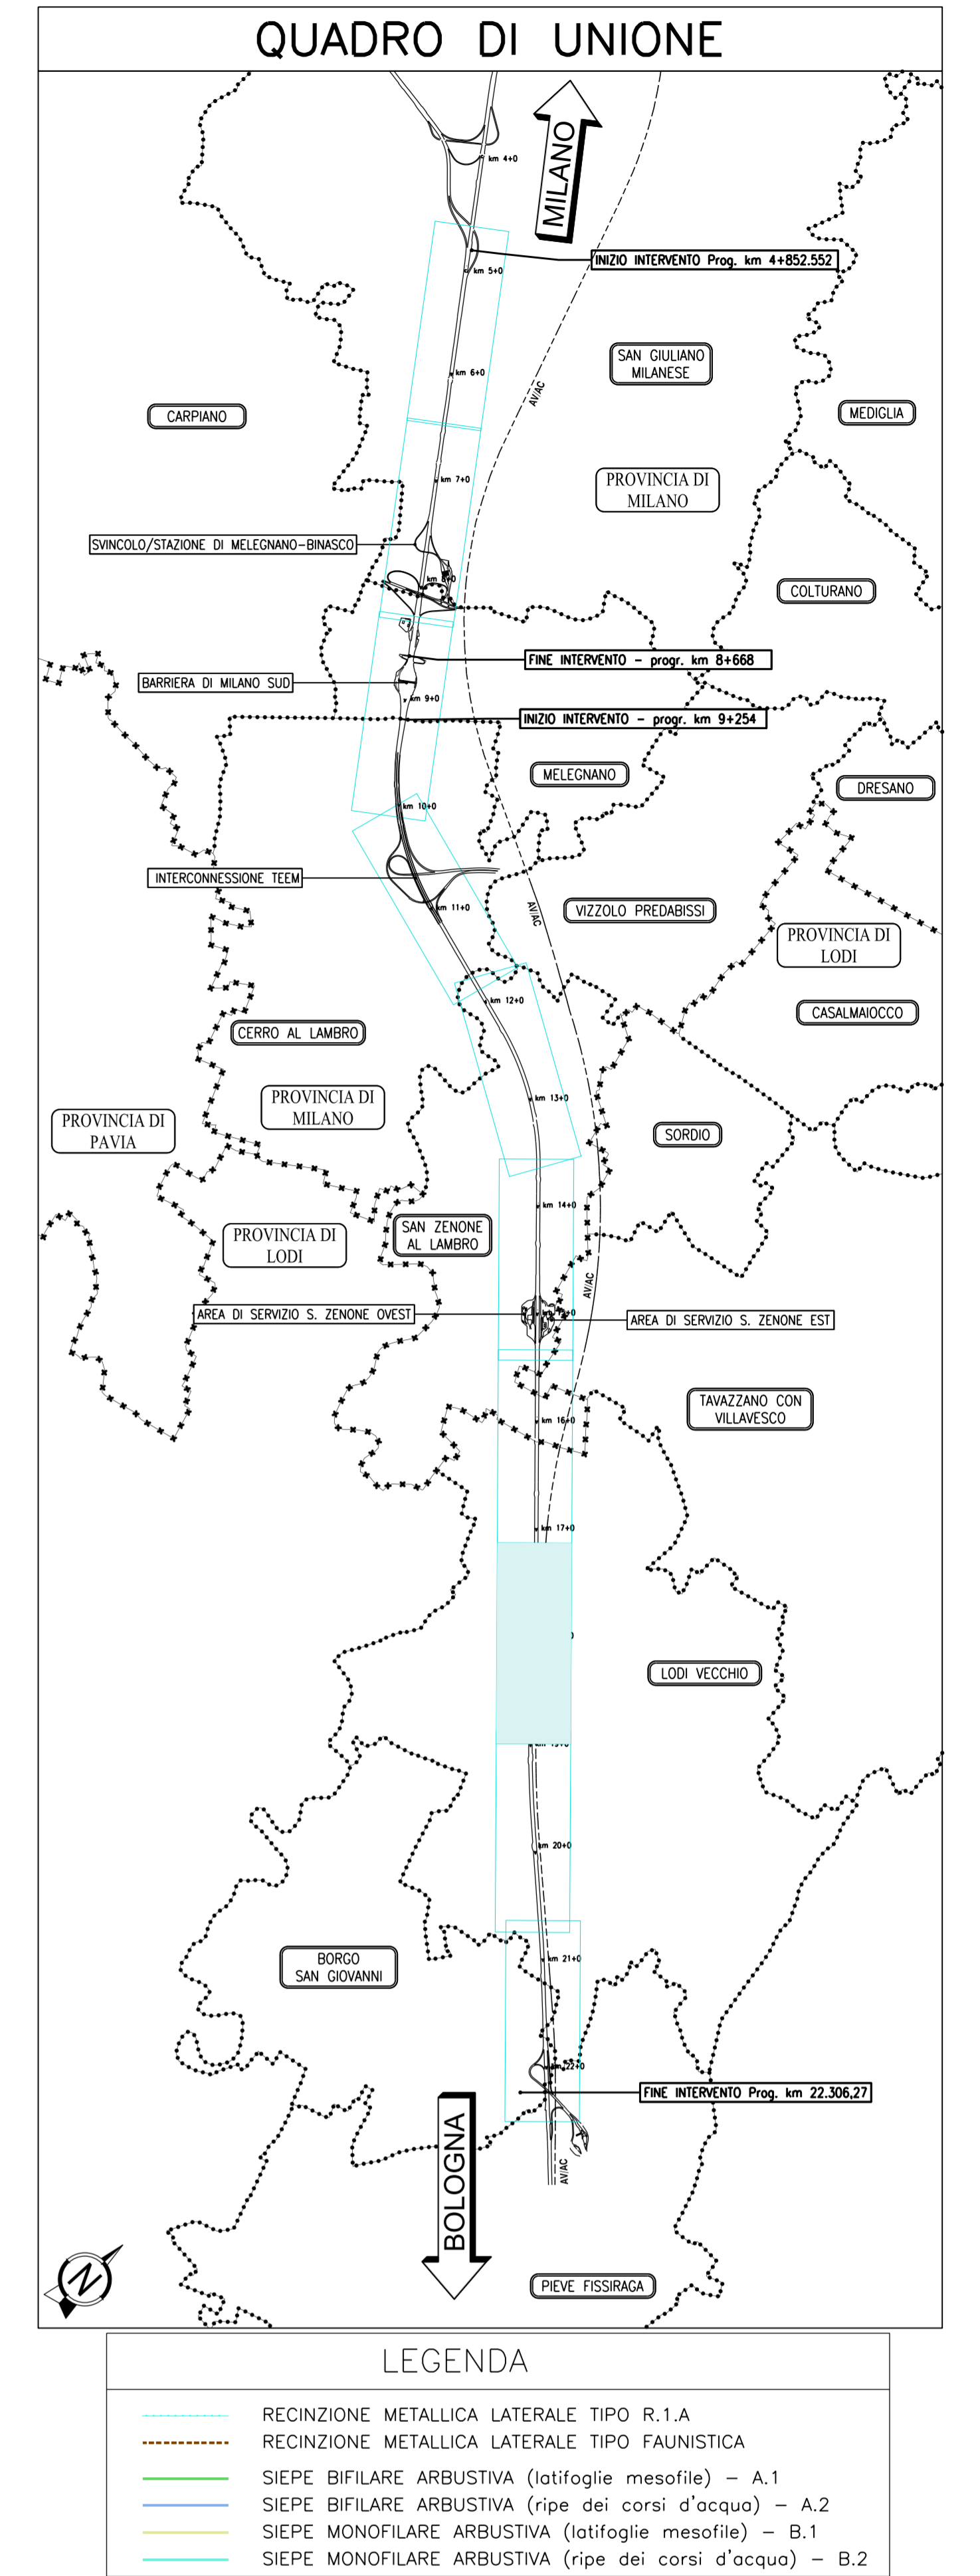 QUADRO DI UNIONE
MILANO
km 4+0
INIZIO INTERVENTO Prog. km 4+852.552
km 5+0
SAN GIULIANO
MILANESE
km 6+0
AV/AC
CARPIANO
MEDIGLIA
km 7+0
PROVINCIA DI
MILANO
SVINCOLO/STAZIONE DI MELEGNANO-BINASCO
COLTURANO
FINE INTERVENTO - progr. km 8+668
BARRIERA DI MILANO SUD
km 9+0
INIZIO INTERVENTO - progr. km 9+254
MELEGNANO
DRESANO
km 10+0
INTERCONNESSIONE TEEM
km 11+0
AV/AC
VIZZOLO PREDABISSI
PROVINCIA DI
LODI
km 12+0
CASALMAIOCCO
CERRO AL LAMBRO
PROVINCIA DI
MILANO
km 13+0
PROVINCIA DI
PAVIA
SORDIO
km 14+0
SAN ZENONE
AL LAMBRO
PROVINCIA DI
LODI
AV/AC
AREA DI SERVIZIO S. ZENONE OVEST
AREA DI SERVIZIO S. ZENONE EST
TAVAZZANO CON
VILLAVESCO
km 16+0
km 17+0
LODI VECCHIO
km 20+0
km 21+0
BORGO
SAN GIOVANNI
km 22+0
FINE INTERVENTO Prog. km 22.306,27
BOLOGNA
AV/AC
N
PIEVE FISSIRAGA
LEGENDA
RECINZIONE METALLICA LATERALE TIPO R.1.A
RECINZIONE METALLICA LATERALE TIPO FAUNISTICA
SIEPE BIFILARE ARBUSTIVA (latifoglie mesofile) - A.1
SIEPE BIFILARE ARBUSTIVA (ripe dei corsi d'acqua) - A.2
SIEPE MONOFILARE ARBUSTIVA (latifoglie mesofile) - B.1
SIEPE MONOFILARE ARBUSTIVA (ripe dei corsi d'acqua) - B.2